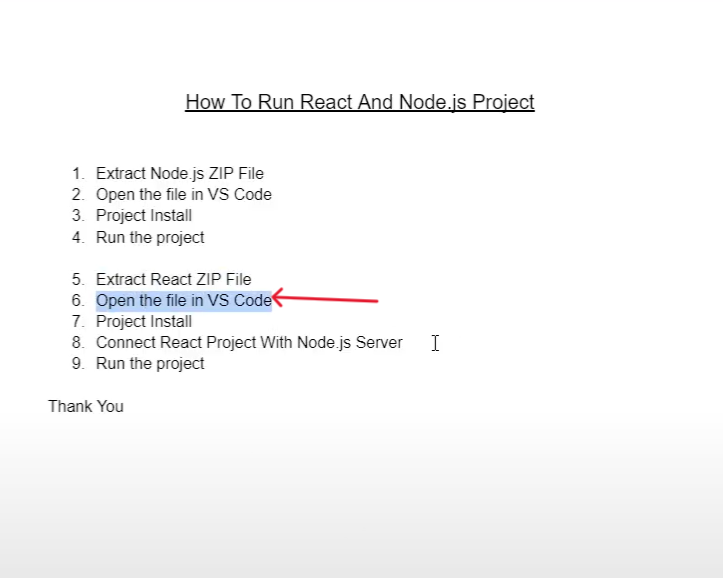 How To Run React And Node.js Project
1. Extract Node.js ZIP File
2. Open the file in VS Code
3. Project Install
4. Run the project
5. Extract React ZIP File
6. Open the file in VS Code
7. Project Install
8. Connect React Project With Node.js Server
9. Run the project
Thank You